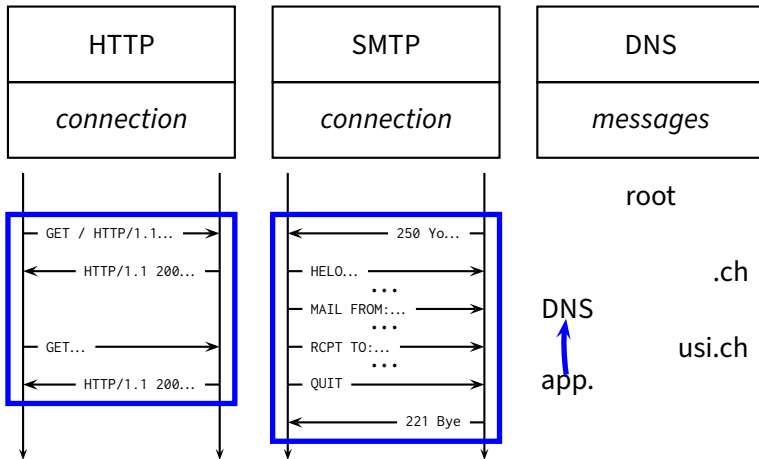 HTTP
connection
GET / HTTP/1.1...
HTTP/1.1 200...
GET...
HTTP/1.1 200...
SMTP
connection
250 Yo...
HELO...
...
MAIL FROM:...
...
RCPT TO:...
...
QUIT
221 Bye
DNS
messages
root
.ch
DNS
usi.ch
app.